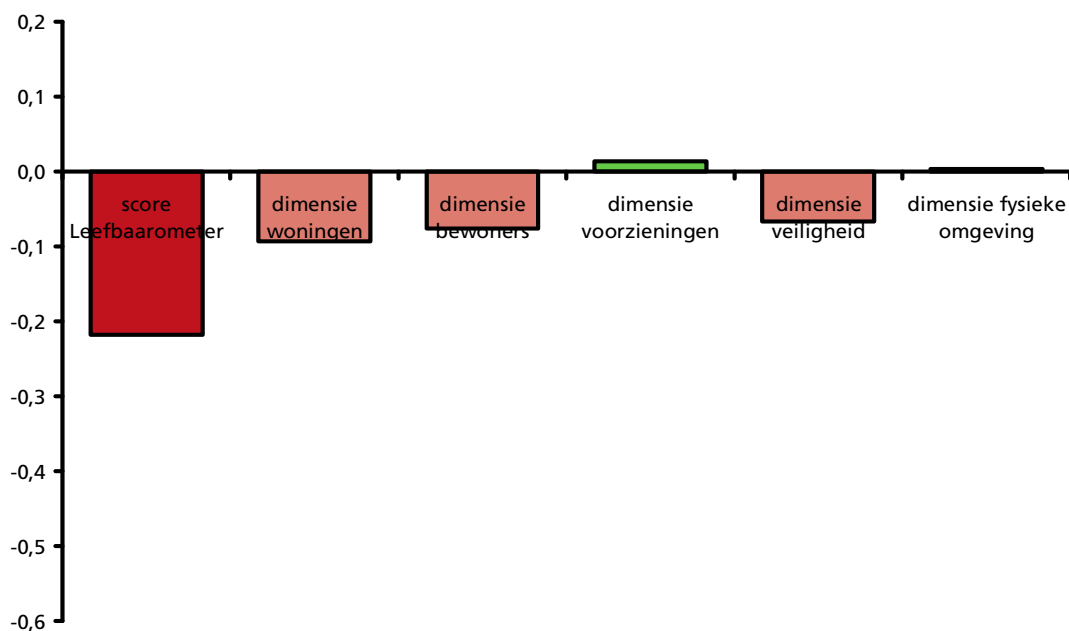 0,2
0,1
0,0
-0,1
-0,2
-0,3
-0,4
-0,5
-0,6
score
Leefbaarometer
dimensie
woningen
dimensie
bewoners
dimensie
voorzieningen
dimensie
veiligheid
dimensie fysieke
omgeving